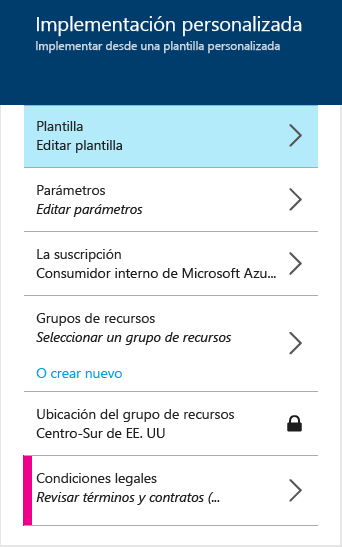 Implementación personalizada
Implementar desde una plantilla personalizada
Plantilla
Editar plantilla
Parámetros
Editar parámetros
La suscripción
Consumidor interno de Microsoft Azu...
Grupos de recursos
Seleccionar un grupo de recursos
O crear nuevo
Ubicación del grupo de recursos
Centro-Sur de EE. UU
Condiciones legales
Revisar términos y contratos (...